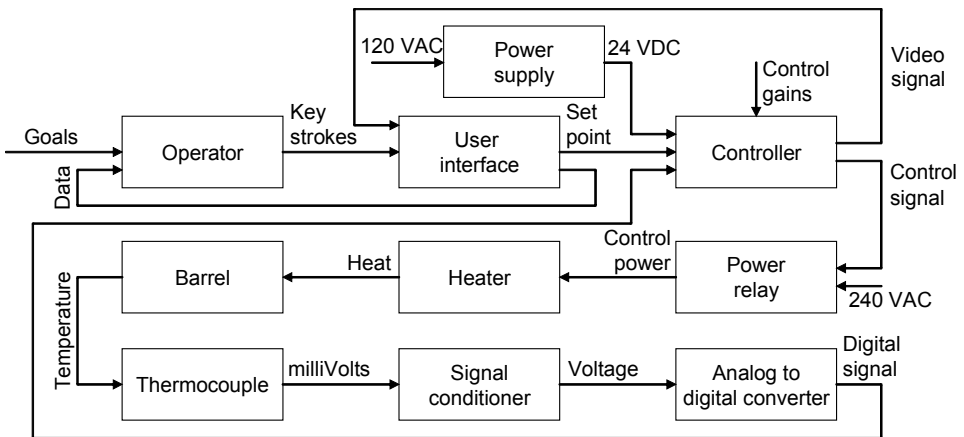 120 VAC
Power
supply
24 VDC
Video
signal
Control
gains
Goals
Operator
Key
strokes
User
interface
Set
point
Controller
Data
Control
signal
Barrel
Heat
Heater
Control
power
Power
relay
240 VAC
Temperature
Thermocouple
milliVolts
Signal
conditioner
Voltage
Analog to
digital converter
Digital
signal